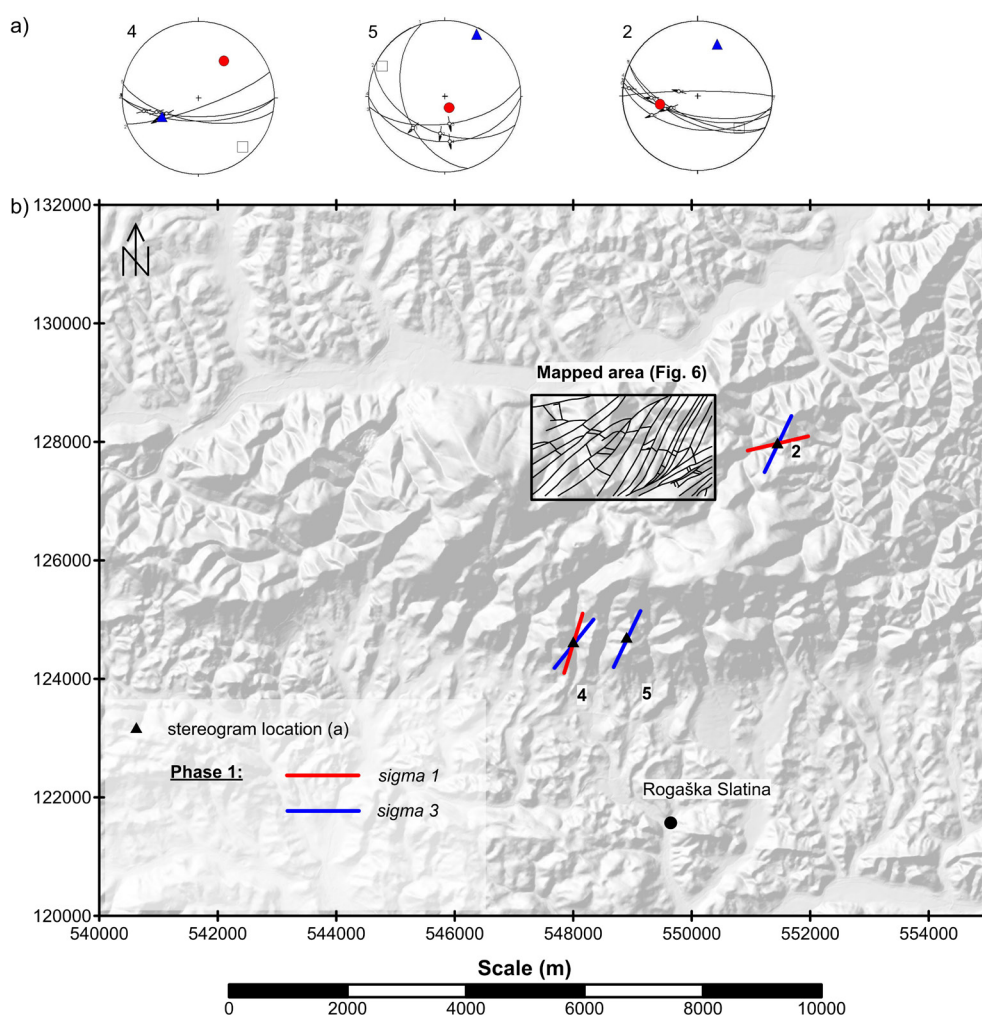 a)
4
5
2
b)
132000
130000
128000
126000
124000
122000
120000
N
Mapped area (Fig. 6)
2
4
5
stereogram location (a)
Phase 1:
sigma 1
sigma 3
Rogaška Slatina
540000 542000 544000 546000 548000 550000 552000 554000
Scale (m)
0 2000 4000 6000 8000 10000